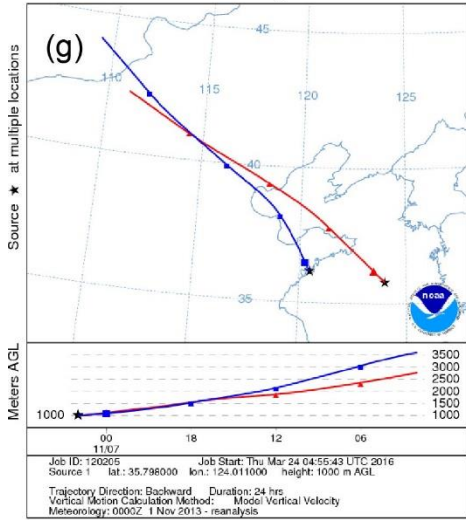 (g)
45
110
115
120
125
40
35
Source ★ at multiple locations
noaa
Meters AGL
3500
3000
2500
2000
1500
1000
1000
00 18 12 06
11/07
Job ID: 120205 Job Start: Thu Mar 24 04:55:43 UTC 2016
Source 1 lat.: 35.798000 lon.: 124.011000 height: 1000 m AGL
Trajectory Direction: Backward Duration: 24 hrs
Vertical Motion Calculation Method: Model Vertical Velocity
Meteorology: 0000Z 1 Nov 2013 - reanalysis